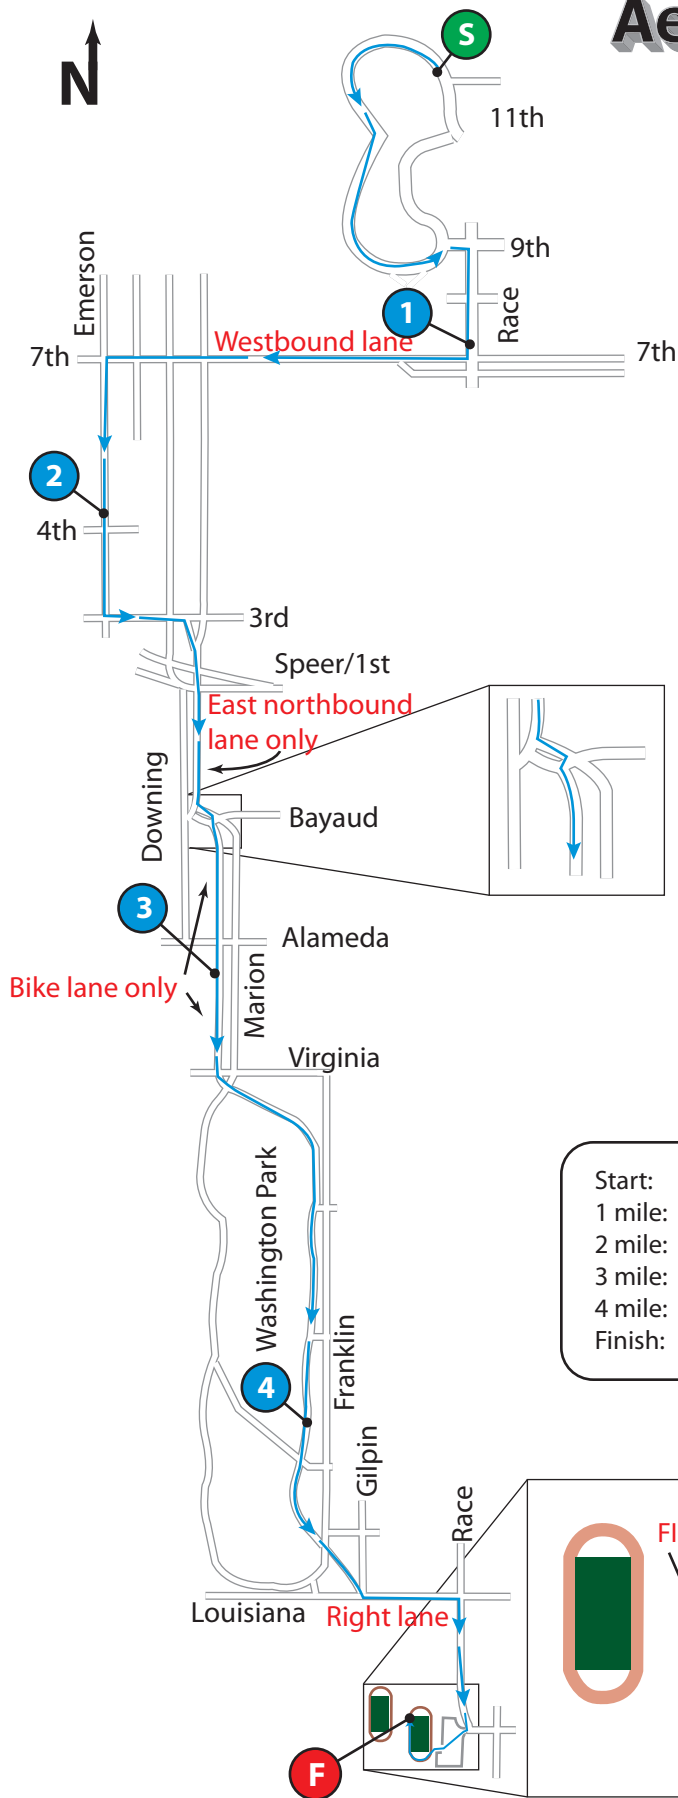 Ae
N
S
11th
9th
Emerson
1
Race
Westbound lane
7th
7th
2
4th
3rd
Speer/1st
East northbound
lane only
Downing
Bayaud
3
Alameda
Bike lane only
Marion
Virginia
Washington Park
Start:
1 mile:
2 mile:
3 mile:
4 mile:
Finish:
Franklin
4
Gilpin
Race
FI
Louisiana
Right lane
F